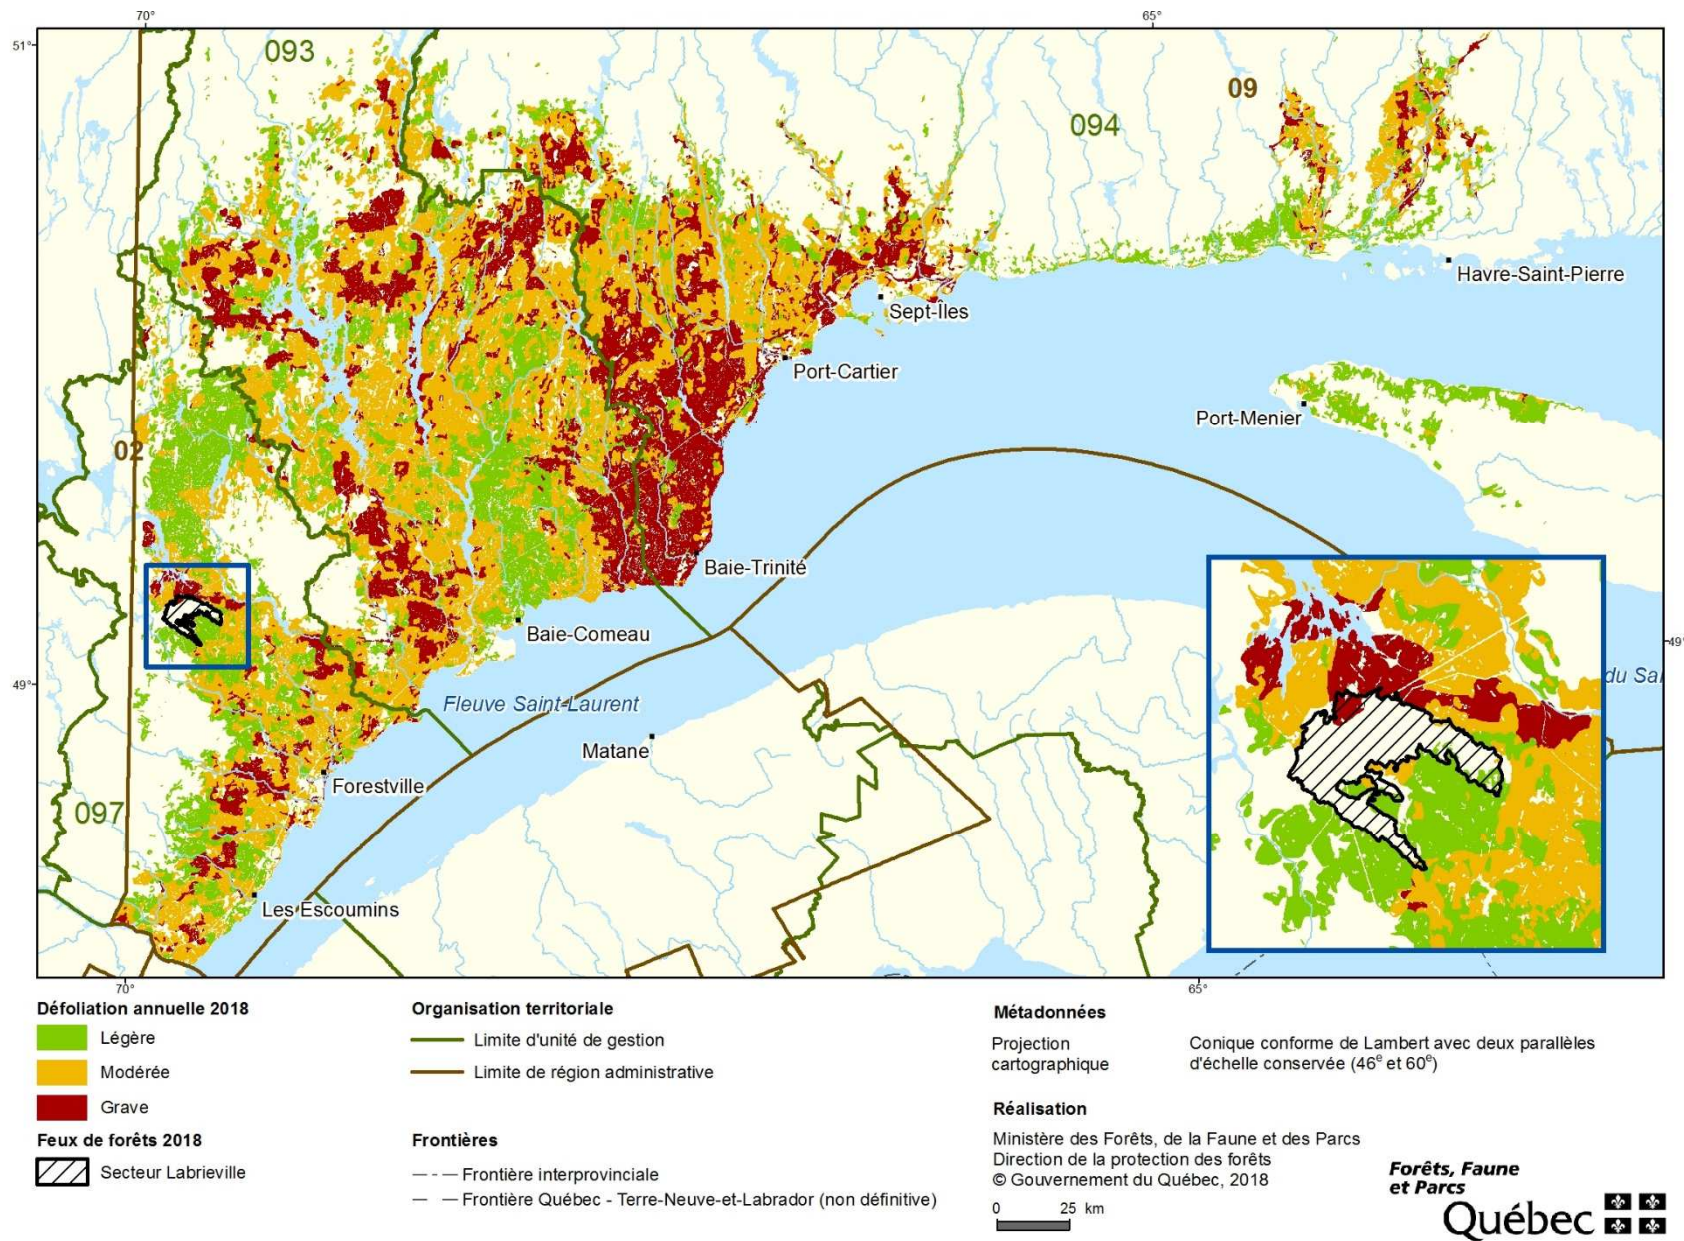 70°
65°
51°
093
09
094
Havre-Saint-Pierre
Sept-Îles
Port-Cartier
Port-Menier
02
Baie-Trinité
Baie-Comeau
49°
49°
du Sai
Fleuve Saint-Laurent
Matane
Forestville
097
Les Escoumins
70°
65°
Défoliation annuelle 2018
Légère
Modérée
Grave
Feux de forêts 2018
Secteur Labrieville
Organisation territoriale
Limite d'unité de gestion
Limite de région administrative
Frontières
Frontière interprovinciale
Frontière Québec - Terre-Neuve-et-Labrador (non définitive)
Métadonnées
Projection
cartographique
Conique conforme de Lambert avec deux parallèles
d'échelle conservée (46e et 60e)
Réalisation
Ministère des Forêts, de la Faune et des Parcs
Direction de la protection des forêts
© Gouvernement du Québec, 2018
0 25 km
Forêts, Faune
et Parcs
Québec